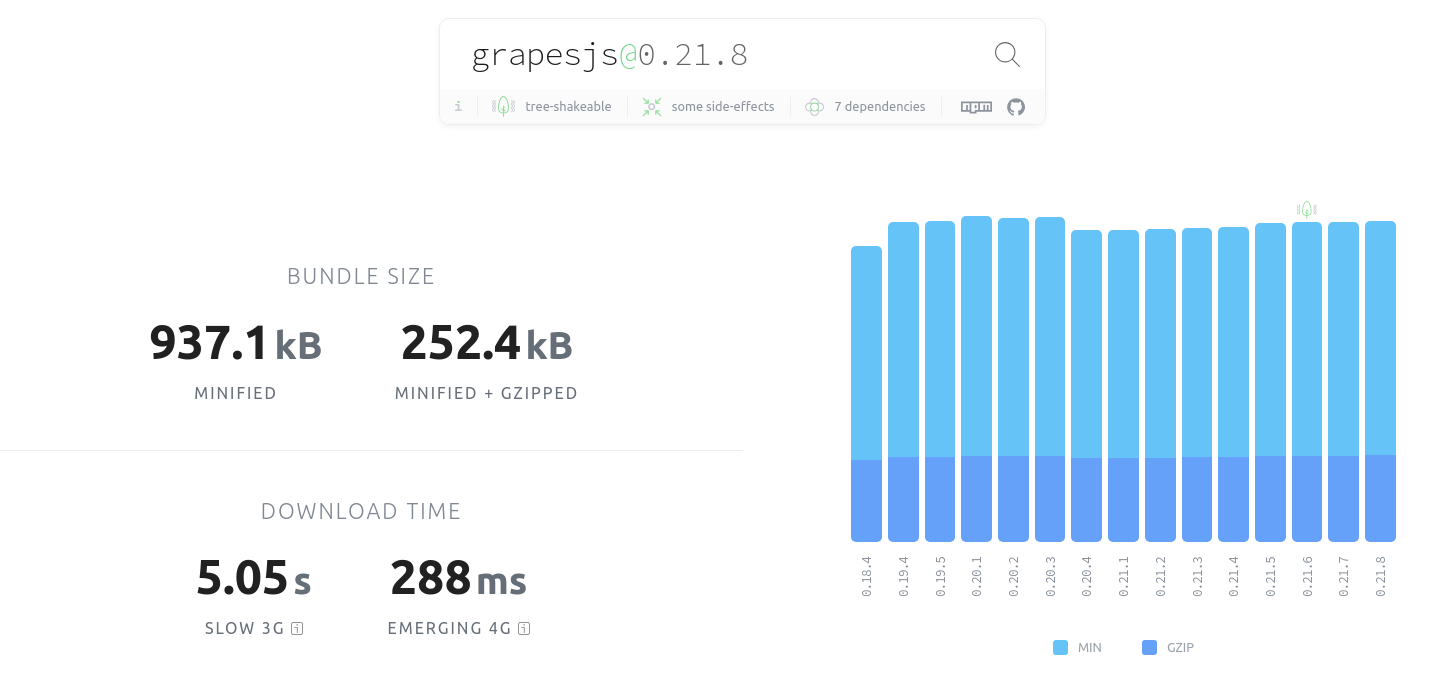 grapesjs@0.21.8
i tree-shakeable some side-effects 7 dependencies npm
BUNDLE SIZE
937.1 kB 252.4 kB
MINIFIED MINIFIED + GZIPPED
DOWNLOAD TIME
5.05 s 288 ms
SLOW 3G i EMERGING 4G i
0.18.4
0.19.4
0.19.5
0.20.1
0.20.2
0.20.3
0.20.4
0.21.1
0.21.2
0.21.3
0.21.4
0.21.5
0.21.6
0.21.7
0.21.8
MIN GZIP